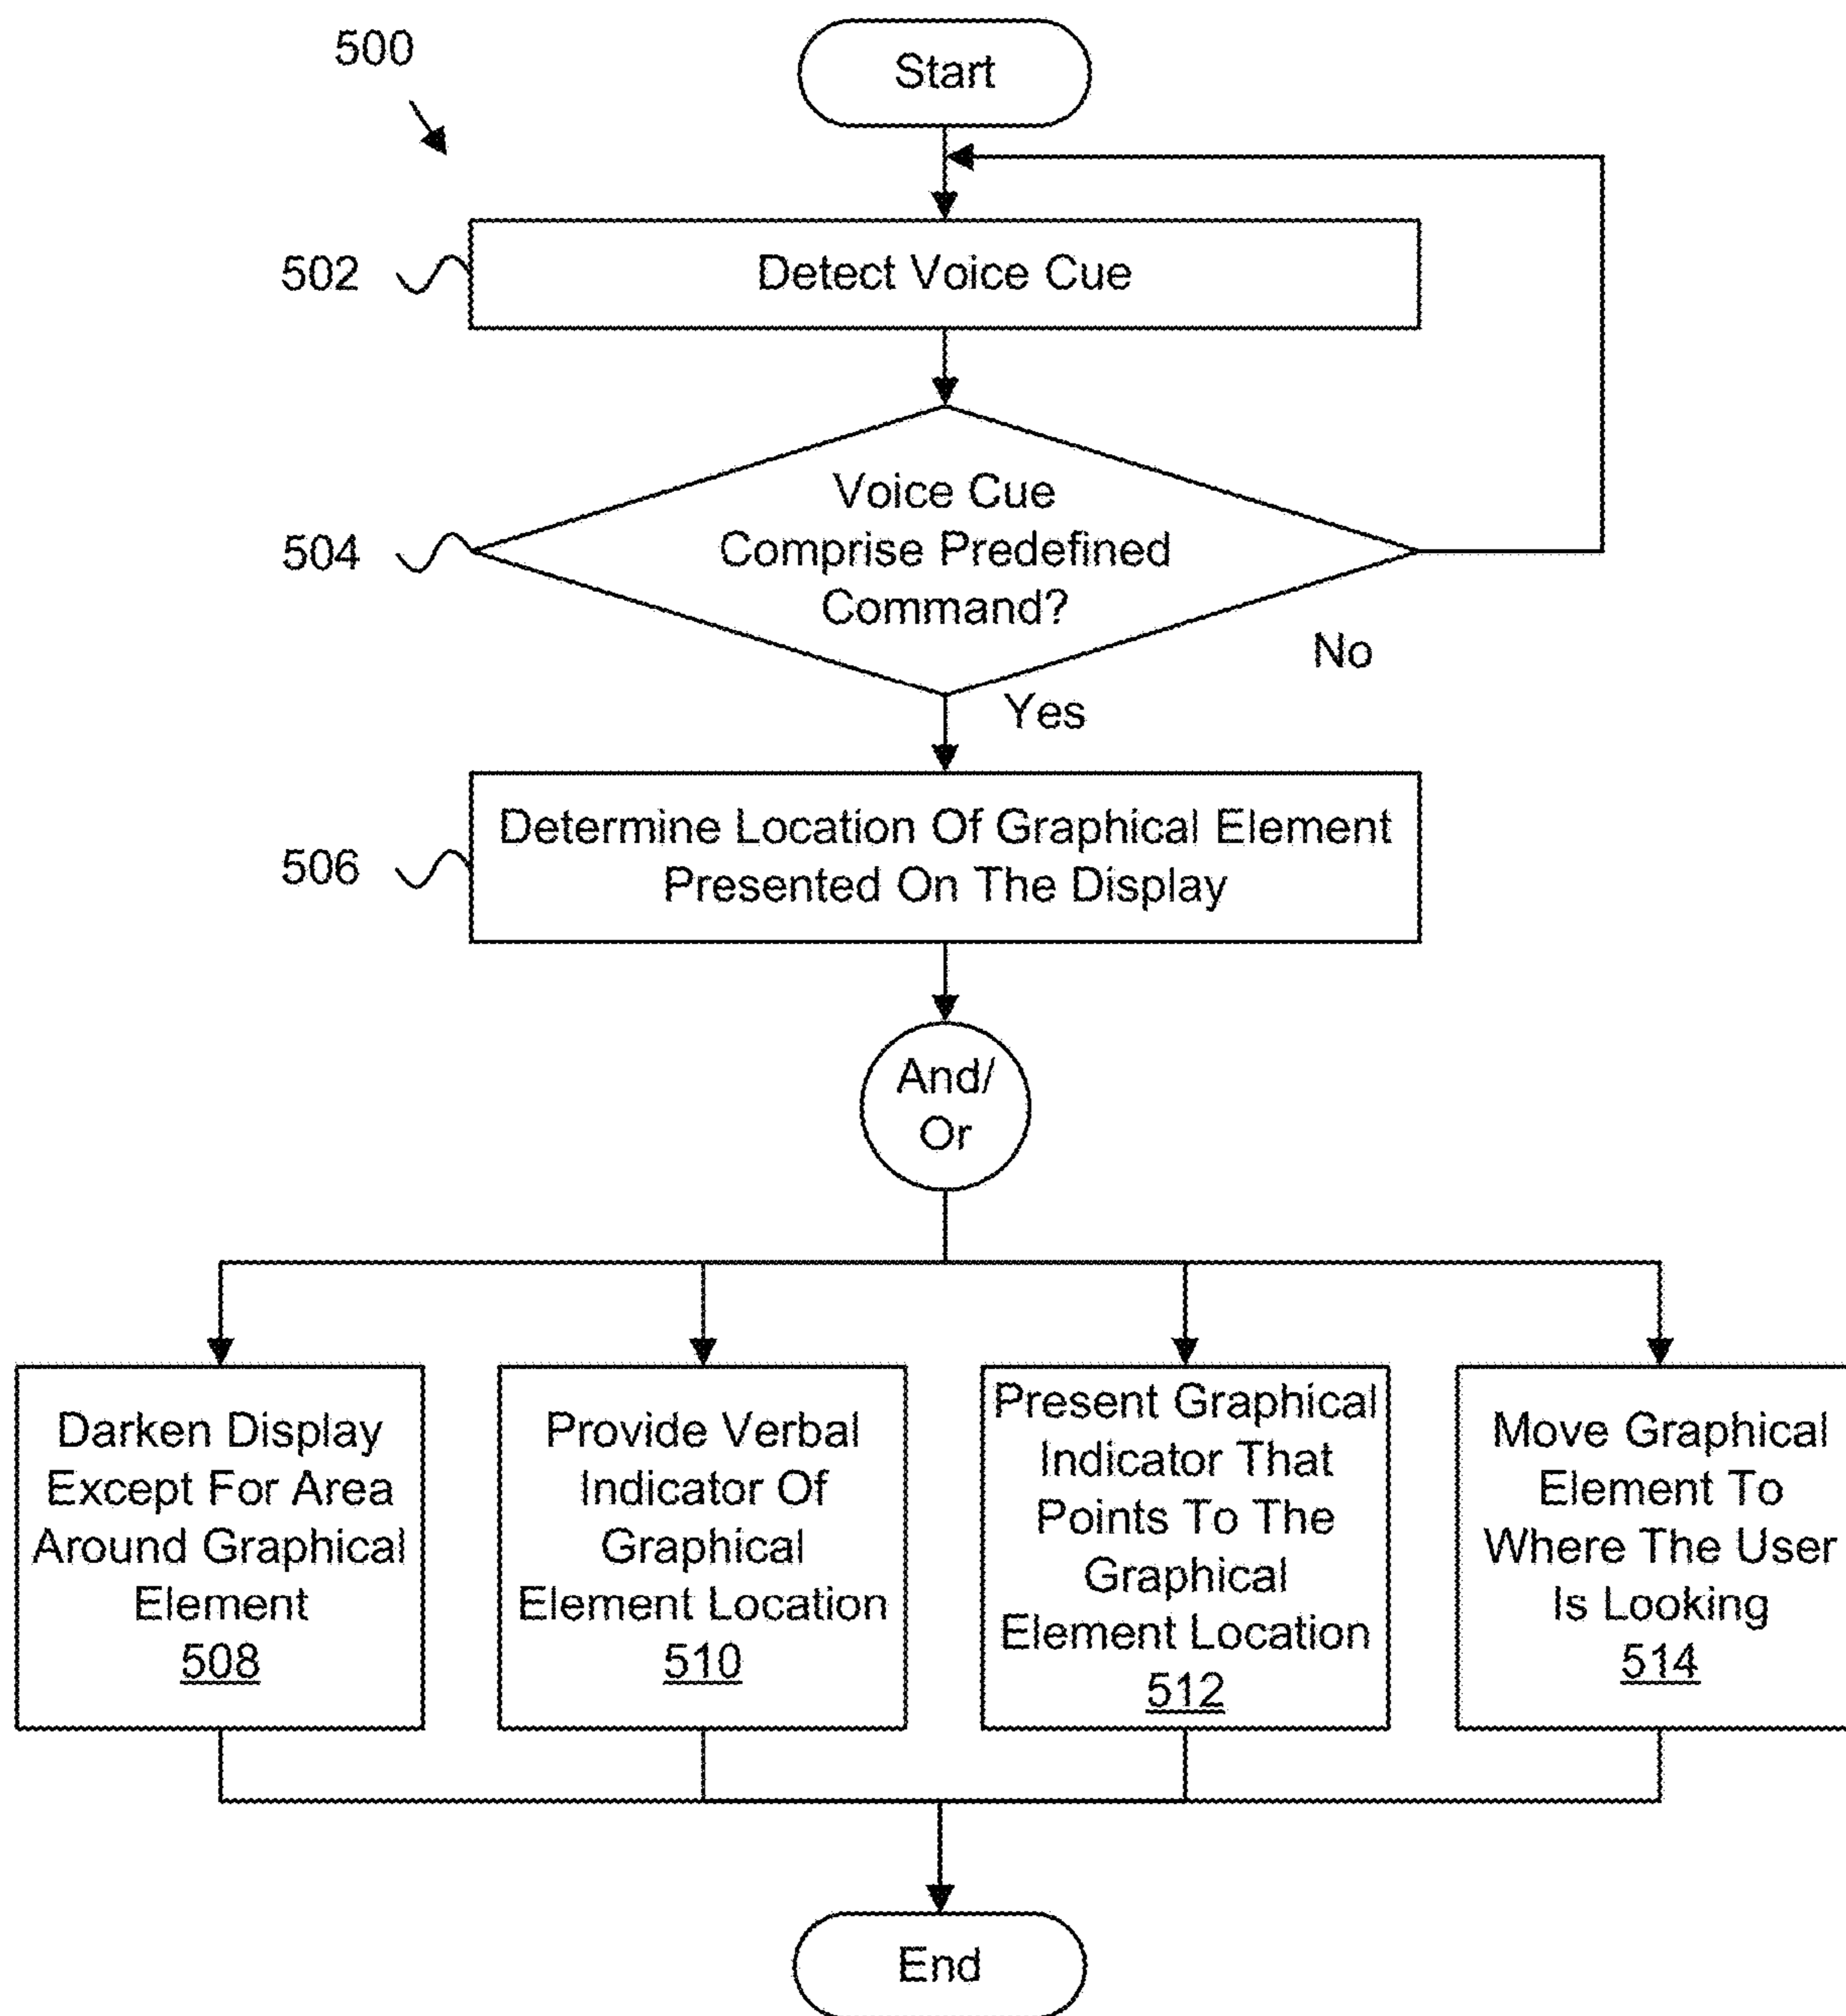 500
Start
502
Detect Voice Cue
504
Voice Cue
Comprise Predefined
Command?
No
Yes
506
Determine Location Of Graphical Element
Presented On The Display
And/
Or
Darken Display
Except For Area
Around Graphical
Element
508
Provide Verbal
Indicator Of
Graphical
Element Location
510
Present Graphical
Indicator That
Points To The
Graphical
Element Location
512
Move Graphical
Element To
Where The User
Is Looking
514
End